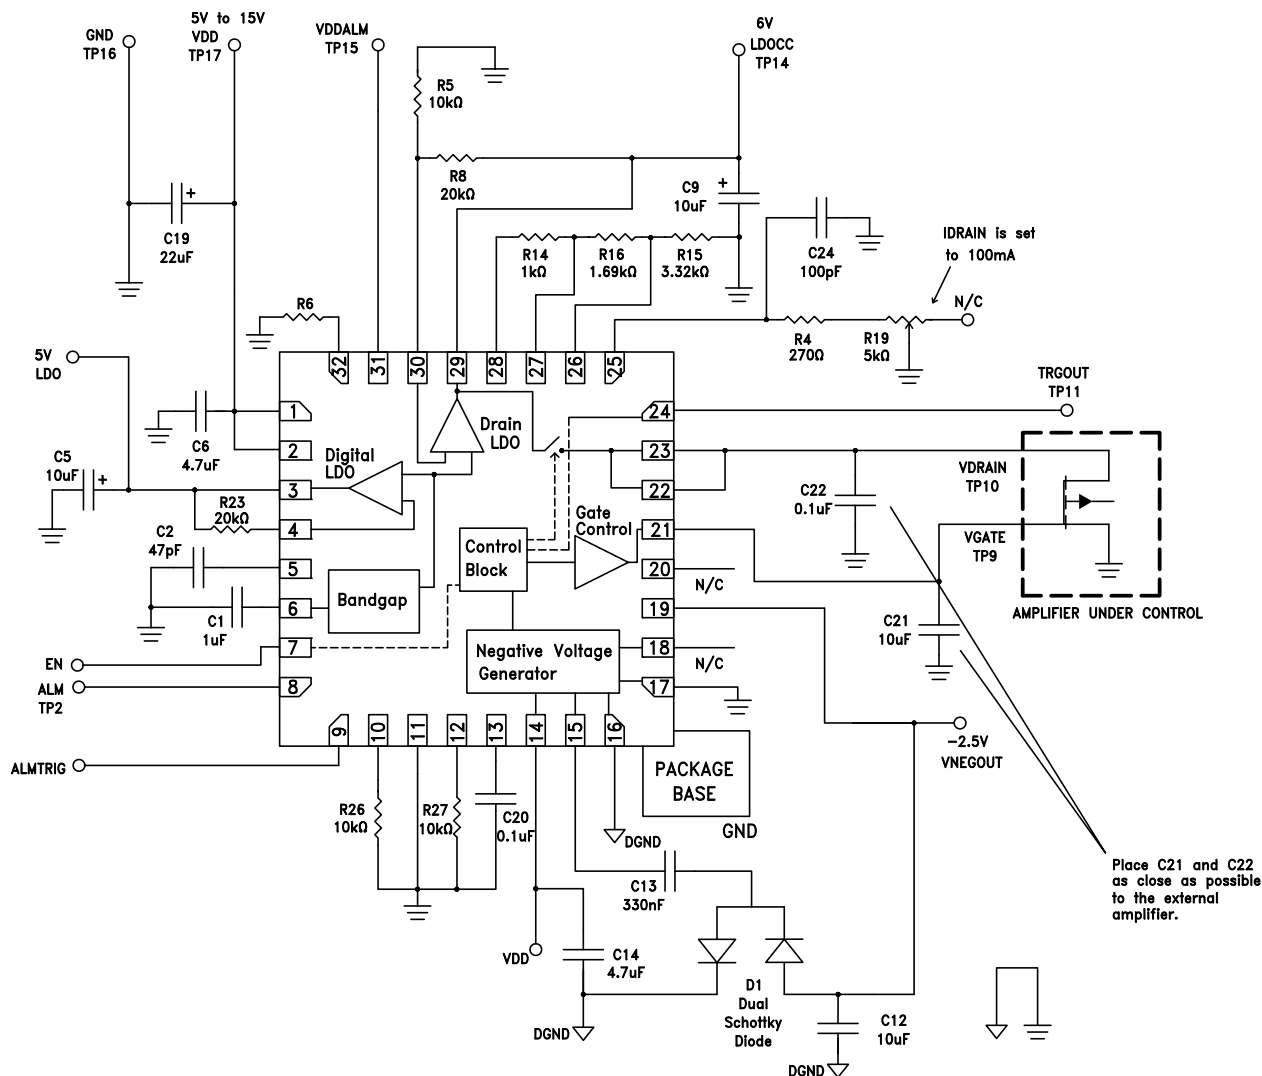 GND
TP16
5V to 15V
VDD
TP17
VDDALM
TP15
6V
LDOCC
TP14
R5
10kΩ
R8
20kΩ
C9
10uF
+
C19
22uF
+
R14
1kΩ
R16
1.69kΩ
R15
3.32kΩ
C24
100pF
IDRAIN is set
to 100mA
N/C
R4
270Ω
R19
5kΩ
R6
5V
LDO
32
31
30
29
28
27
26
25
TRGOUT
TP11
1
2
3
4
5
6
7
8
24
23
22
21
20
19
18
17
C6
4.7uF
C5
10uF
+
R23
20kΩ
C2
47pF
C1
1uF
EN
ALM
TP2
ALMTRIG
Drain
LDO
Digital
LDO
Gate
Control
Control
Block
Bandgap
Negative Voltage
Generator
C22
0.1uF
VDRAIN
TP10
VGATE
TP9
N/C
AMPLIFIER UNDER CONTROL
C21
10uF
N/C
-2.5V
VNEGOUT
9
10
11
12
13
14
15
16
PACKAGE
BASE
GND
R26
10kΩ
R27
10kΩ
C20
0.1uF
DGND
C13
330nF
Place C21 and C22
as close as possible
to the external
amplifier.
VDD
C14
4.7uF
D1
Dual
Schottky
Diode
DGND
C12
10uF
DGND